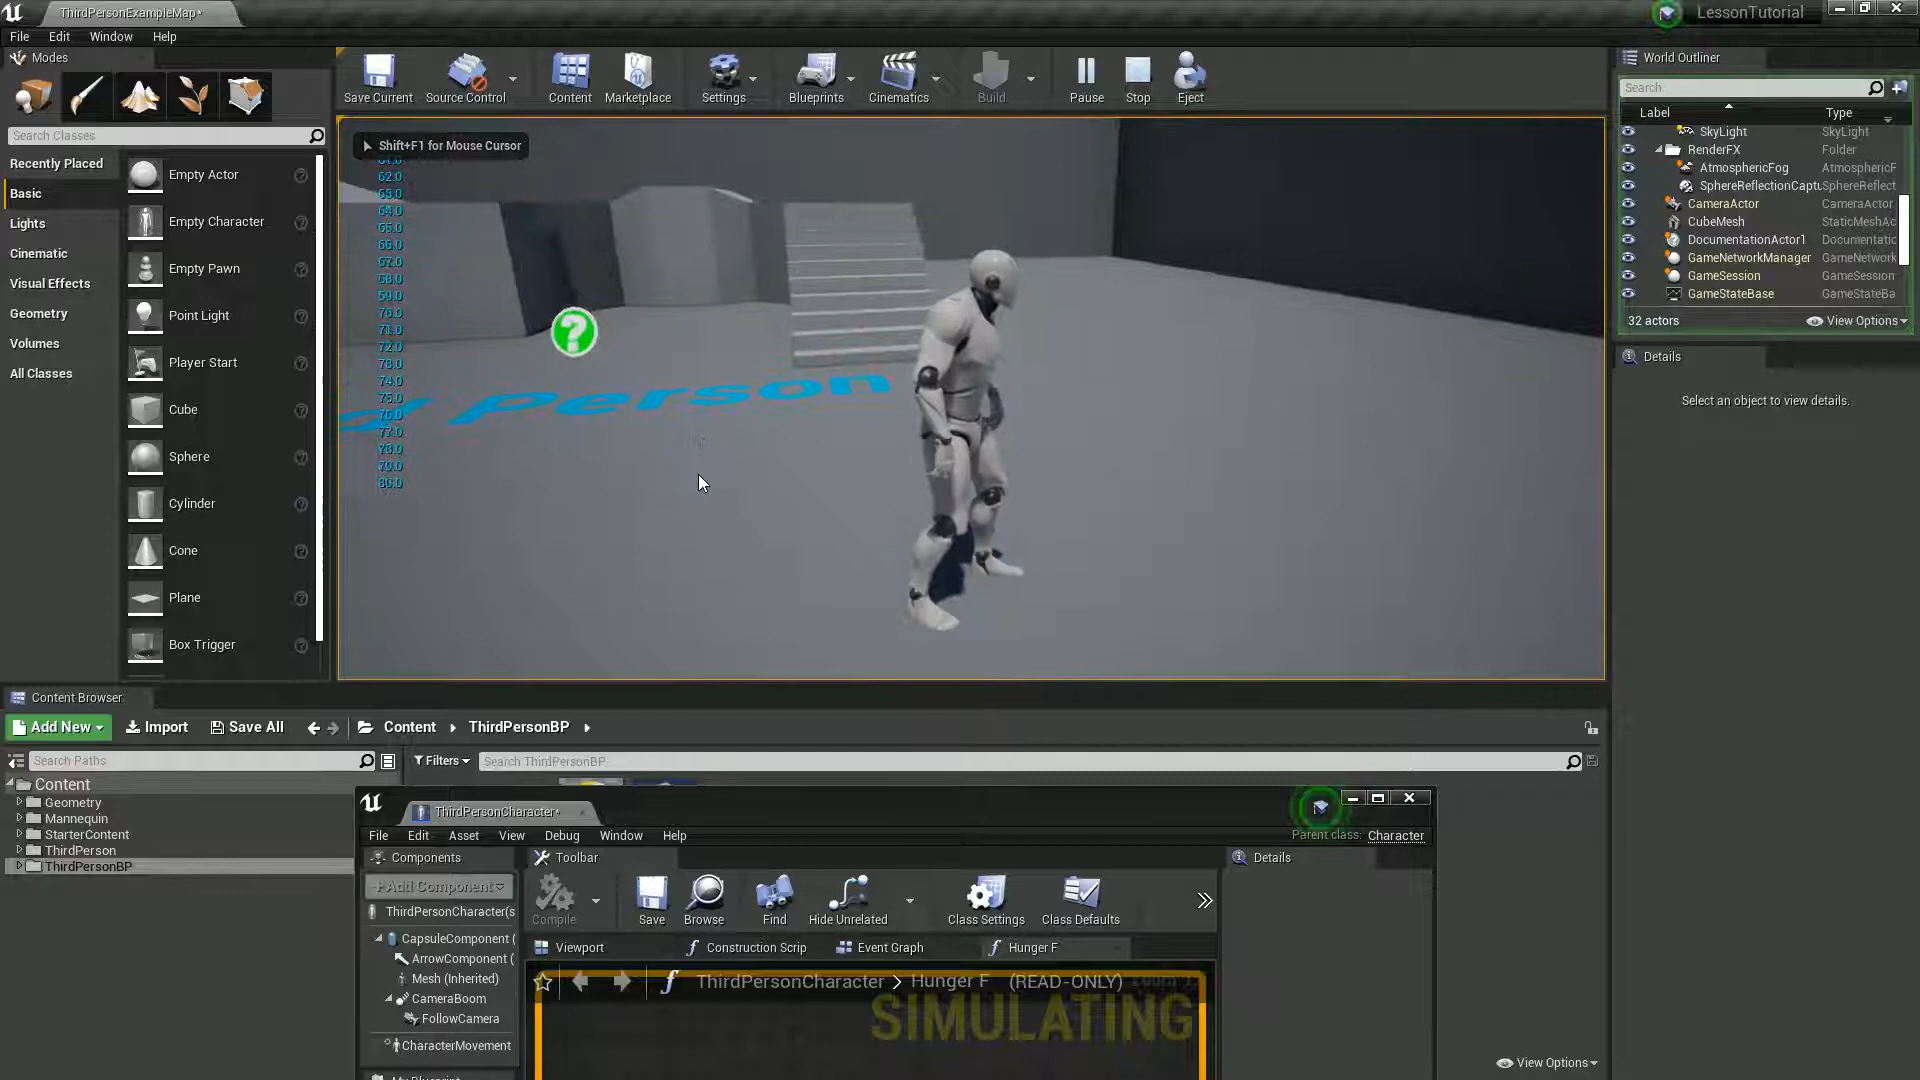 ThirdPersonExampleMap*
LessonTutorial
File Edit Window Help
Modes
Search Classes
Recently Placed
Basic
Lights
Cinematic
Visual Effects
Geometry
Volumes
All Classes
Empty Actor
Empty Character
Empty Pawn
Point Light
Player Start
Cube
Sphere
Cylinder
Cone
Plane
Box Trigger
Save Current
Source Control
Content
Marketplace
Settings
Blueprints
Cinematics
Build
Pause
Stop
Eject
Shift+F1 for Mouse Cursor
61.0
62.0
63.0
64.0
65.0
66.0
67.0
68.0
69.0
70.0
71.0
72.0
73.0
74.0
75.0
76.0
77.0
78.0
79.0
80.0
?
d Person
World Outliner
Search
Label Type
SkyLight SkyLight
RenderFX Folder
AtmosphericFog AtmosphericF
SphereReflectionCaptu SphereReflect
CameraActor CameraActor
CubeMesh StaticMeshAc
DocumentationActor1 Documentatic
GameNetworkManager GameNetwork
GameSession GameSession
GameStateBase GameStateBa
32 actors
View Options
Details
Select an object to view details.
Content Browser
Add New Import Save All Content ThirdPersonBP
Search Paths
Filters
Search ThirdPersonBP
Content
Geometry
Mannequin
StarterContent
ThirdPerson
ThirdPersonBP
ThirdPersonCharacter*
File Edit Asset View Debug Window Help
Parent class: Character
Components
+Add Component
ThirdPersonCharacter(s
CapsuleComponent (
ArrowComponent (
Mesh (Inherited)
CameraBoom
FollowCamera
CharacterMovement
Toolbar
Compile
Save
Browse
Find
Hide Unrelated
Class Settings
Class Defaults
Details
Viewport
Construction Scrip
Event Graph
Hunger F
ThirdPersonCharacter > Hunger F (READ-ONLY)
SIMULATING
View Options